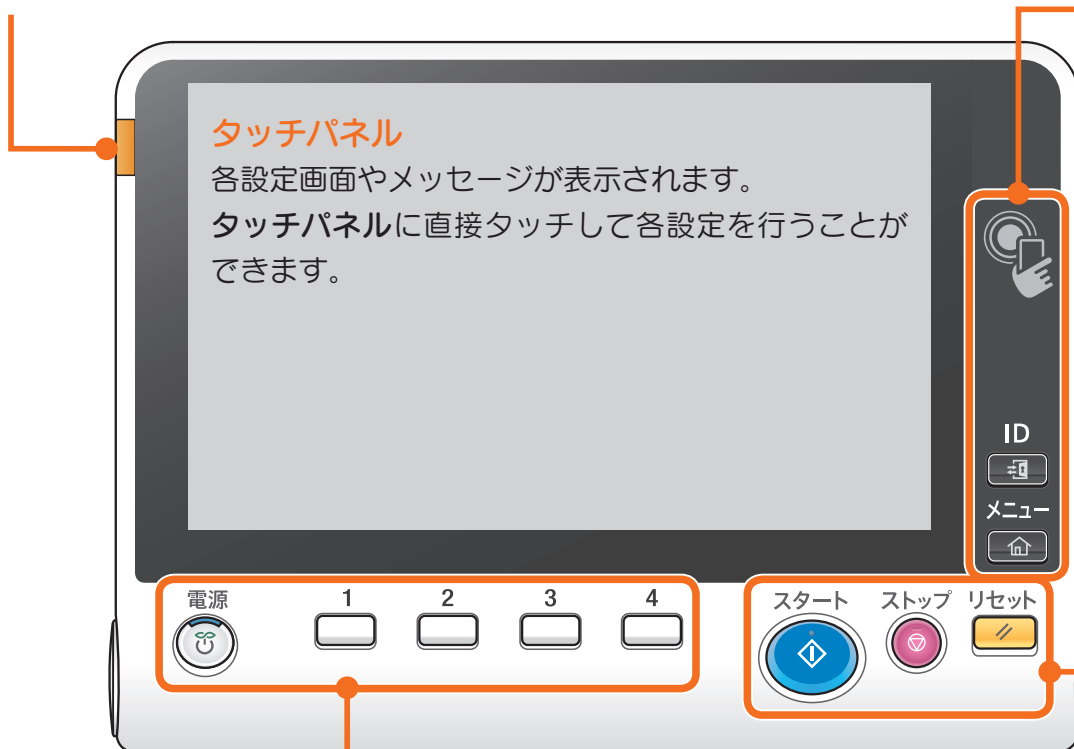 タッチパネル
各設定画面やメッセージが表示されます。
タッチパネルに直接タッチして各設定を行うことが
できます。
ID
メニュー
電源
1
2
3
4
スタート
ストップ
リセット